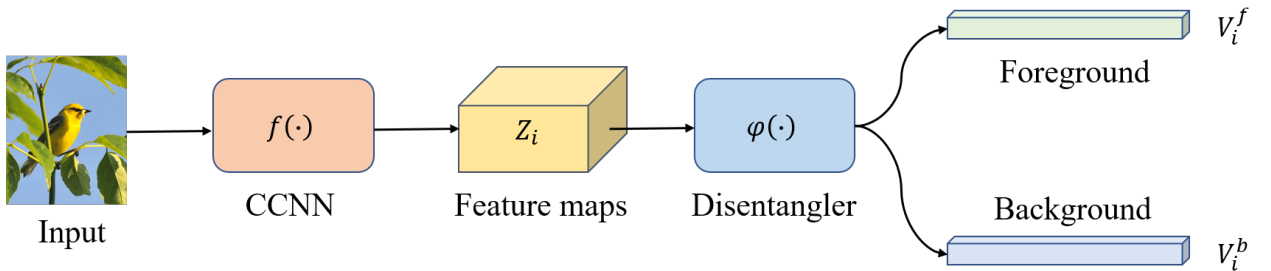 V_i^f
Foreground
f(·)
Z_i
φ(·)
CCNN
Feature maps
Disentangler
Background
Input
V_i^b